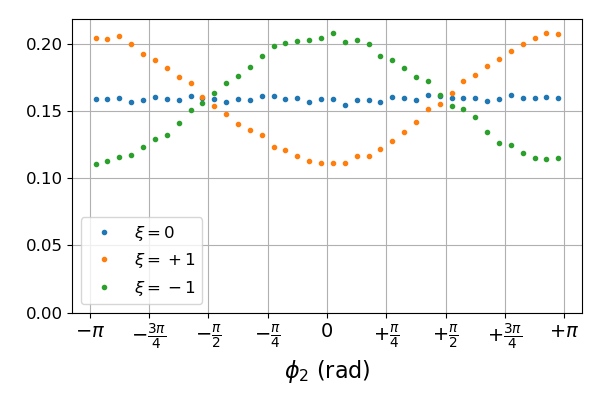 0.20
0.15
0.10
0.05
0.00
ξ = 0
ξ = +1
ξ = −1
−π −3π/4 −π/2 −π/4 0 +π/4 +π/2 +3π/4 +π
ϕ₂ (rad)